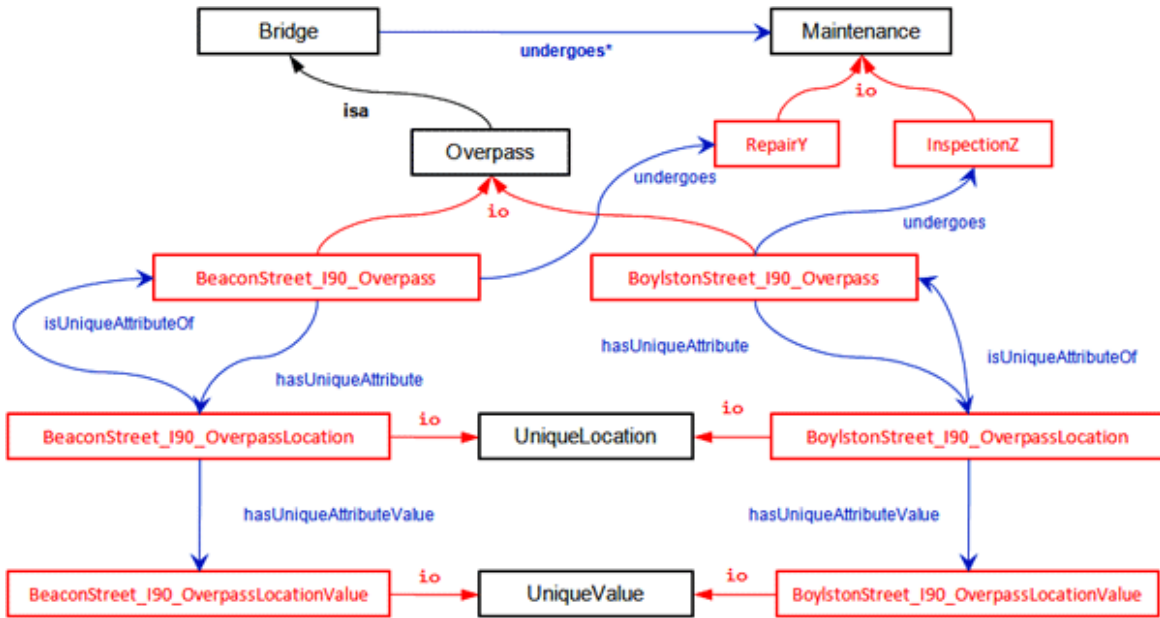 Bridge
undergoes*
Maintenance
isa
io
Overpass
RepairY
InspectionZ
undergoes
io
undergoes
BeaconStreet_I90_Overpass
BoylstonStreet_I90_Overpass
isUniqueAttributeOf
hasUniqueAttribute
hasUniqueAttribute
isUniqueAttributeOf
BeaconStreet_I90_OverpassLocation
io
UniqueLocation
io
BoylstonStreet_I90_OverpassLocation
hasUniqueAttributeValue
hasUniqueAttributeValue
BeaconStreet_I90_OverpassLocationValue
io
UniqueValue
io
BoylstonStreet_I90_OverpassLocationValue